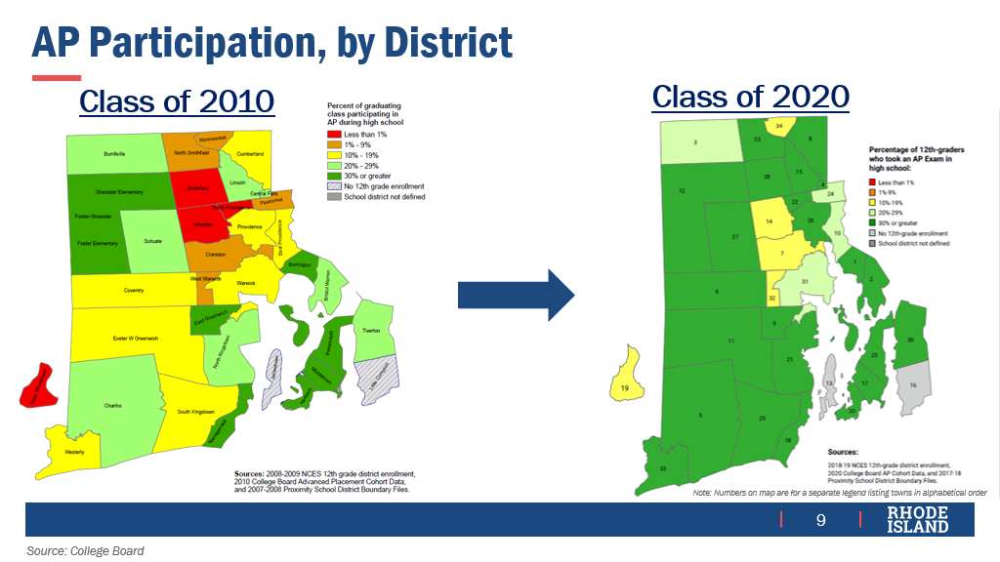 AP Participation, by District
Class of 2010
Percent of graduating
class participating in
AP during high school
Less than 1%
1% - 9%
10% - 19%
20% - 29%
30% or greater
No 12th grade enrollment
School district not defined
Woonsocket
Burrillville
North Smithfield
Cumberland
Smithfield
Lincoln
Central Falls
Glocester Elementary
Pawtucket
North Providence
Foster-Glocester
Johnston
Providence
East Providence
Foster Elementary
Scituate
Cranston
Barrington
West Warwick
Warwick
Bristol Warren
Coventry
East Greenwich
Tiverton
Exeter W Greenwich
North Kingstown
Portsmouth
Jamestown
Middletown
Little Compton
Newport
New Shoreham
Chariho
South Kingstown
Narragansett
Westerly
Sources: 2008-2009 NCES 12th grade district enrollment,
2010 College Board Advanced Placement Cohort Data,
and 2007-2008 Proximity School District Boundary Files.
Class of 2020
Percentage of 12th-graders
who took an AP Exam in
high school:
Less than 1%
1%-9%
10%-19%
20%-29%
30% or greater
No 12th-grade enrollment
School district not defined
34
3
23
8
28
15
4
12
24
22
14
26
10
27
7
1
2
6
31
32
9
30
11
25
21
13
17
16
19
20
5
29
18
33
Sources:
2018-19 NCES 12th-grade district enrollment,
2020 College Board AP Cohort Data, and 2017-18
Proximity School District Boundary Files.
Note: Numbers on map are for a separate legend listing towns in alphabetical order
9
RHODE
ISLAND
Source: College Board